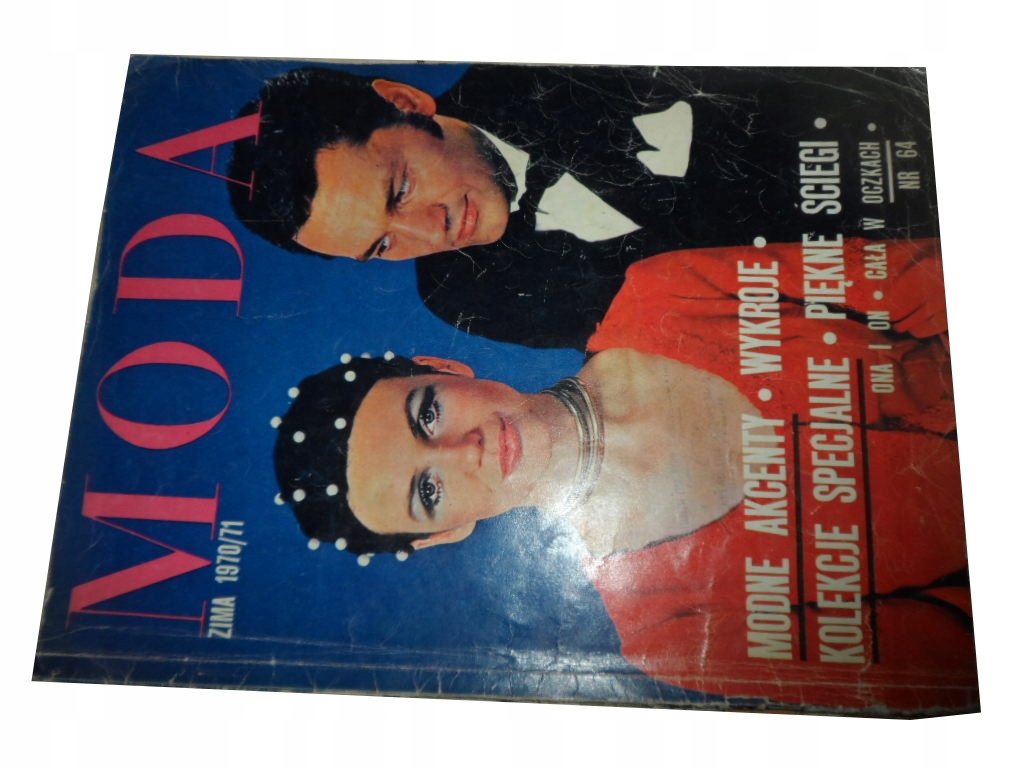 MODA
ZIMA 1970/71
MODNE AKCENTY • WYKROJE •
KOLEKCJE SPECJALNE • PIĘKNE ŚCIEGI •
ONA I ON • CAŁA W OCZKACH •
NR 64